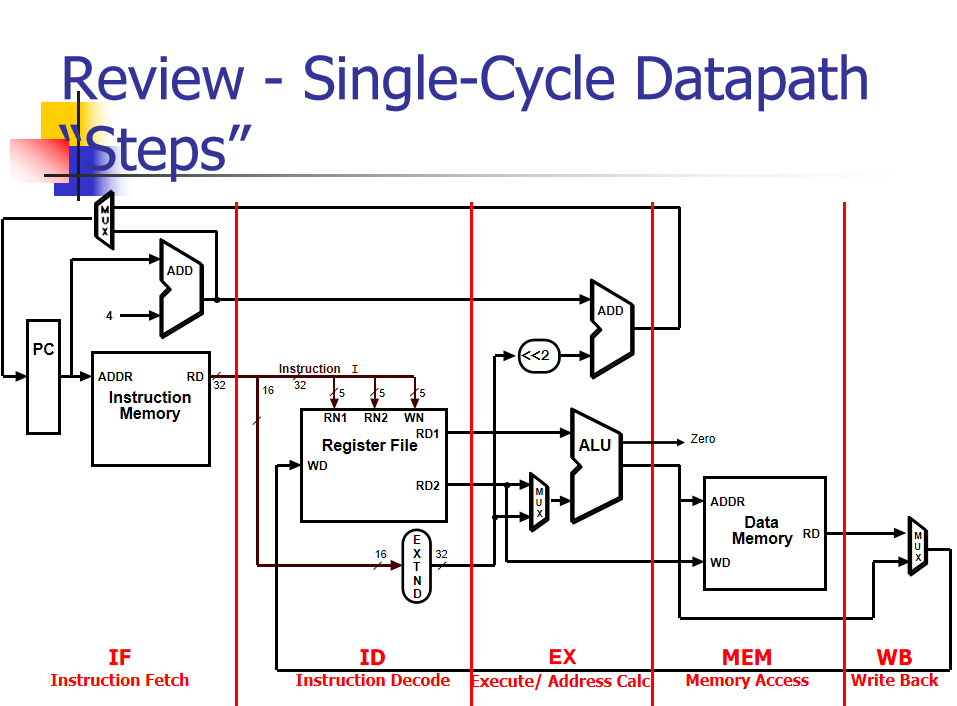 Review - Single-Cycle Datapath
“Steps”
M
U
X
ADD
4
PC
ADDR
RD
Instruction
Memory
32
16
Instruction I
32
5
5
5
RN1
RN2
WN
RD1
Register File
WD
RD2
16
E
X
T
N
D
32
<<2
ADD
M
U
X
ALU
Zero
ADDR
Data
Memory
RD
WD
M
U
X
IF
Instruction Fetch
ID
Instruction Decode
EX
Execute/ Address Calc.
MEM
Memory Access
WB
Write Back